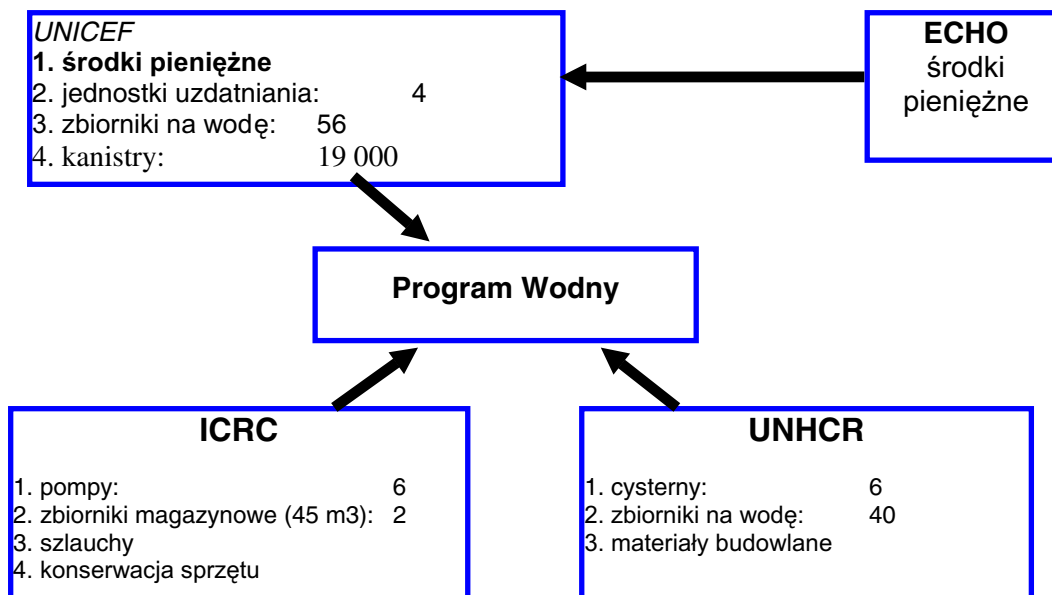 UNICEF
1. środki pieniężne
2. jednostki uzdatniania: 4
3. zbiorniki na wodę: 56
4. kanistry: 19 000
ECHO
środki
pieniężne
Program Wodny
ICRC
1. pompy: 6
2. zbiorniki magazynowe (45 m3): 2
3. szlauchy
4. konserwacja sprzętu
UNHCR
1. cysterny: 6
2. zbiorniki na wodę: 40
3. materiały budowlane